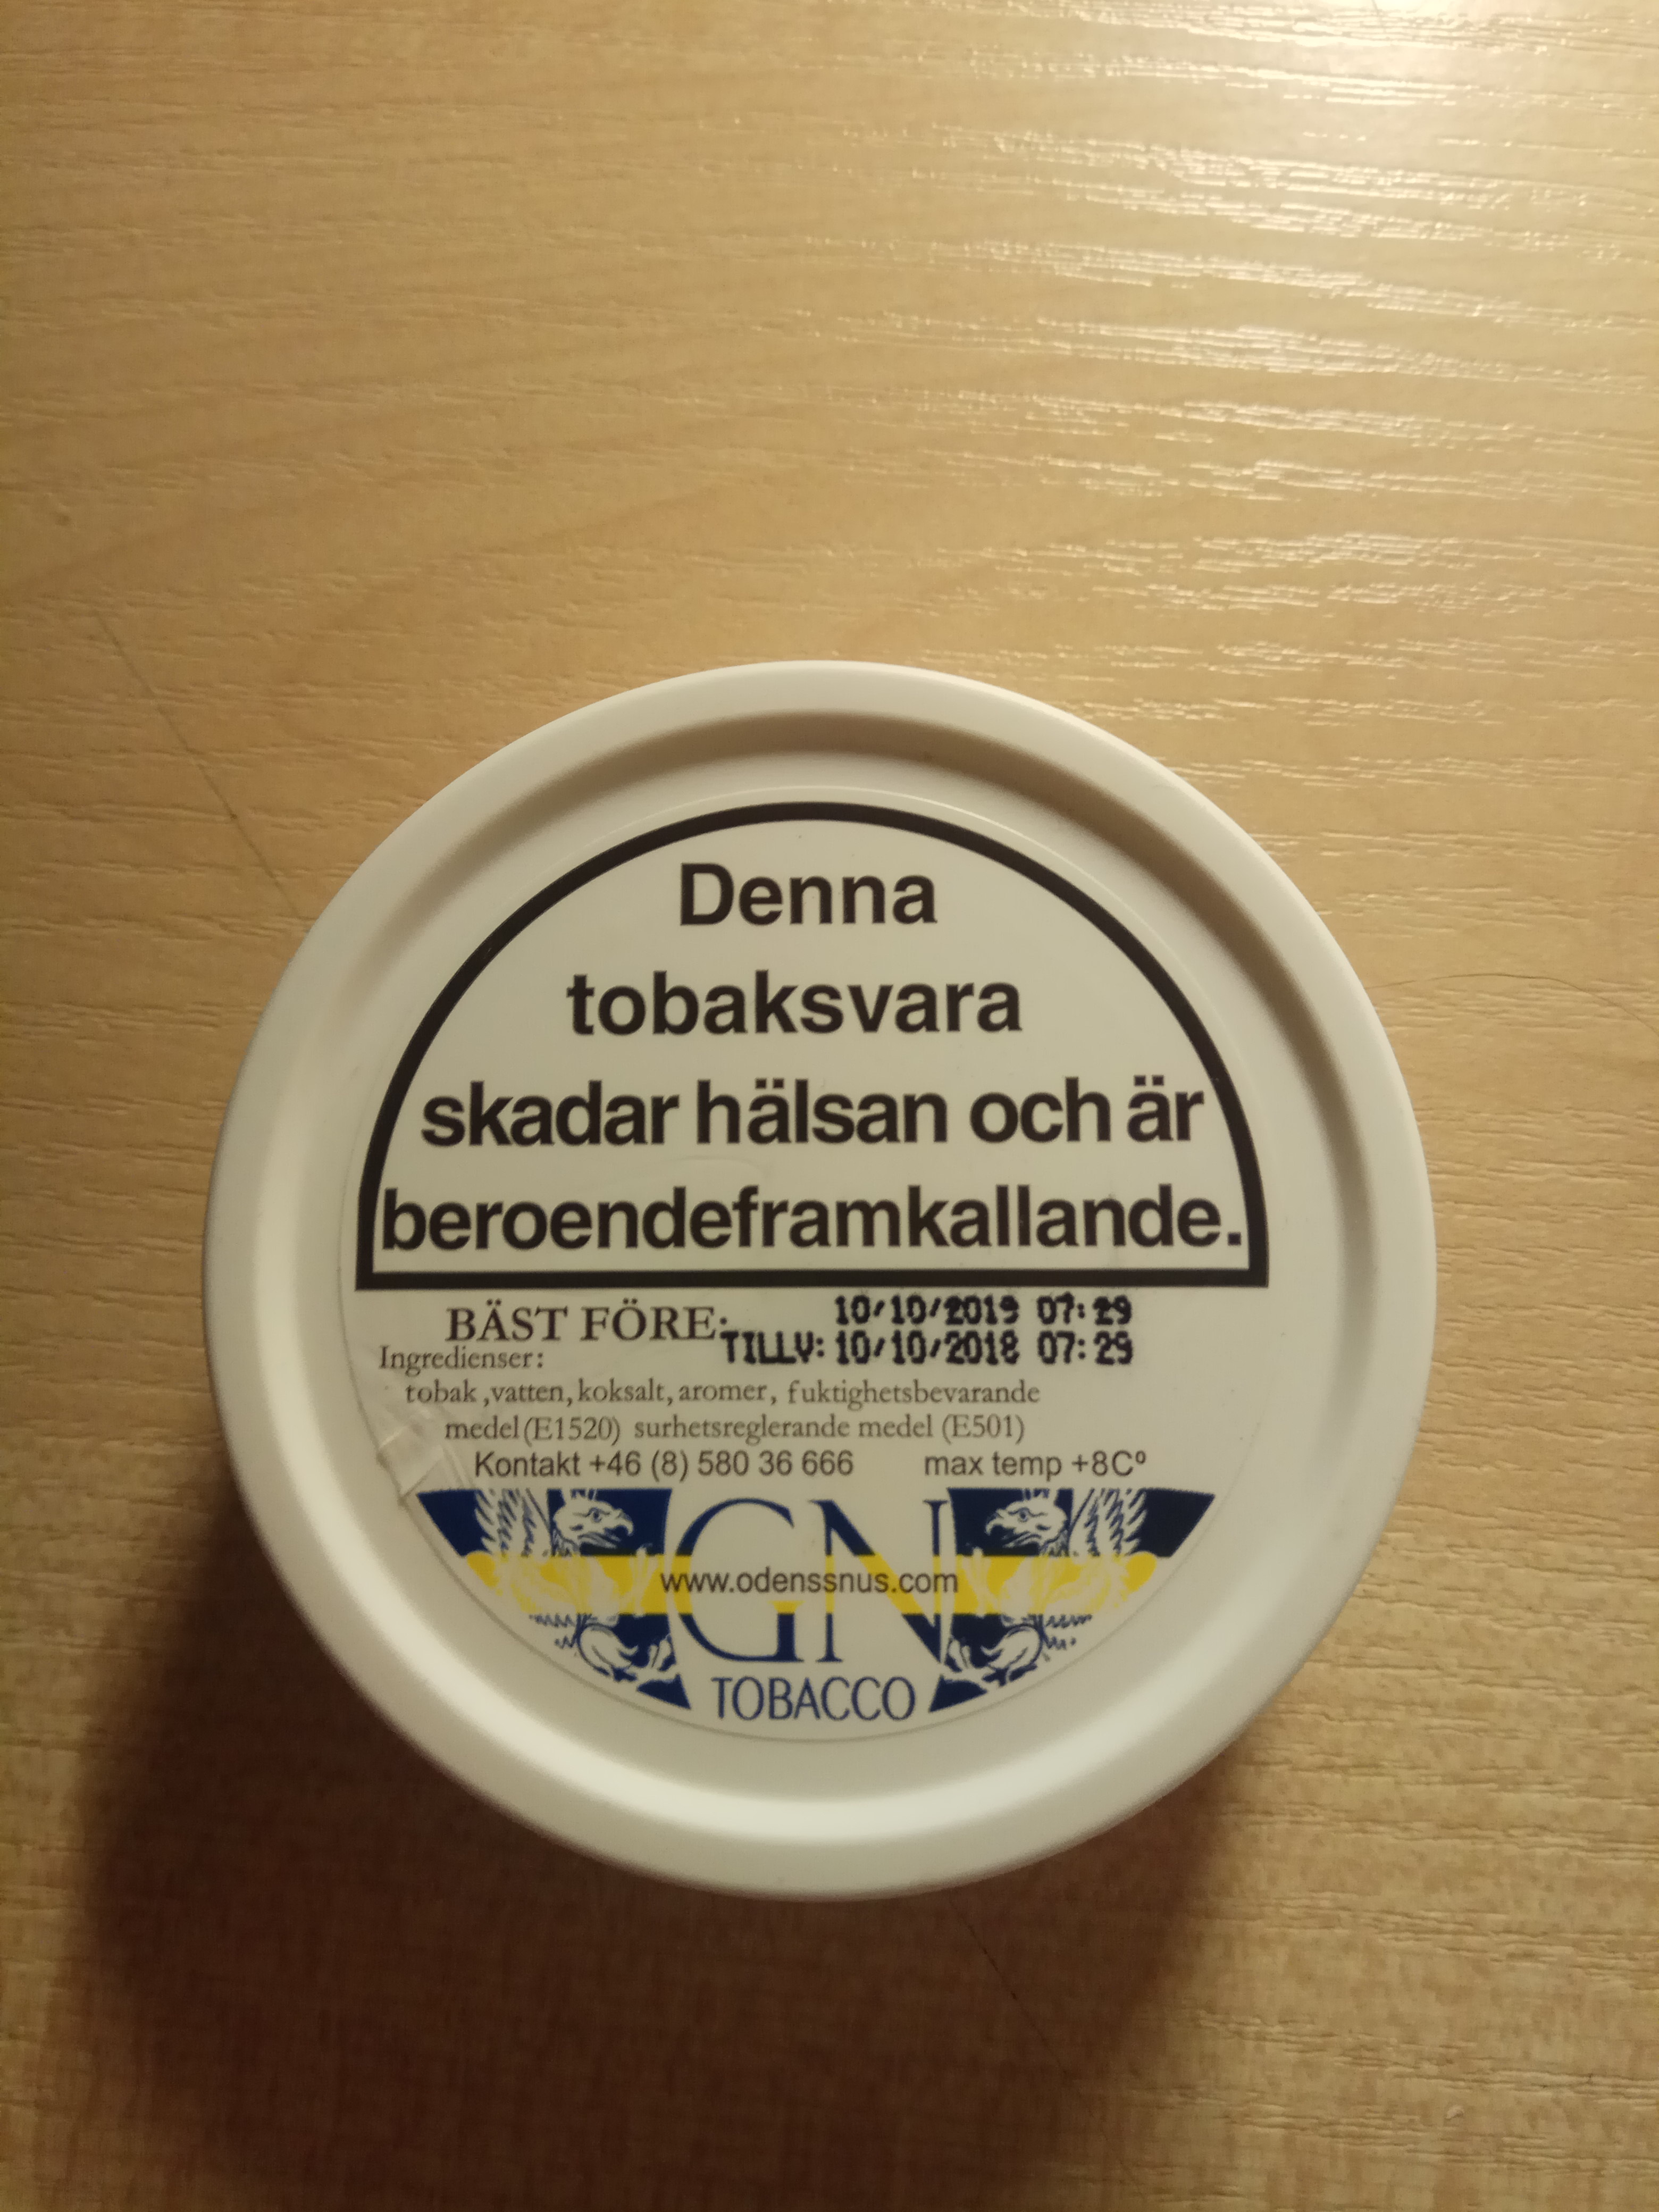 Denna
tobaksvara
skadar hälsan och är
beroendeframkallande.
BÄST FÖRE: 10/10/2019 07:29
TILLV: 10/10/2018 07:29
Ingredienser:
tobak ,vatten, koksalt, aromer, fuktighetsbevarande
medel (E1520) surhetsreglerande medel (E501)
Kontakt +46 (8) 580 36 666 max temp +8Cº
GN
www.odenssnus.com
TOBACCO